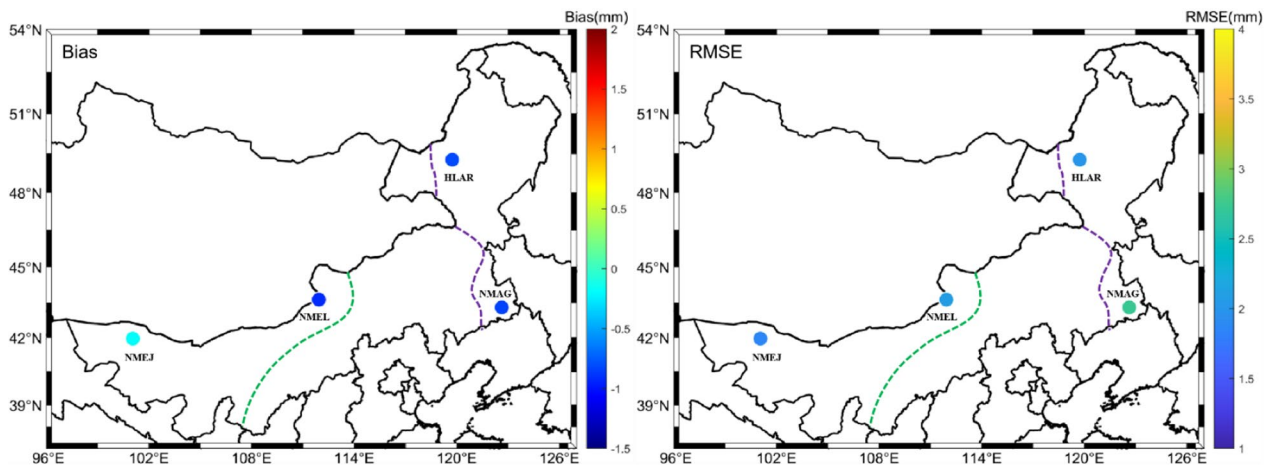 Bias(mm)
54°N
Bias
2
1.5
51°N
1
HLAR
48°N
0.5
45°N
0
NMAG
NMEL
-0.5
42°N
NMEJ
-1
39°N
-1.5
96°E 102°E 108°E 114°E 120°E 126°E
RMSE(mm)
54°N
RMSE
4
3.5
51°N
3
HLAR
48°N
2.5
45°N
2
NMAG
NMEL
42°N
NMEJ
1.5
39°N
1
96°E 102°E 108°E 114°E 120°E 126°E